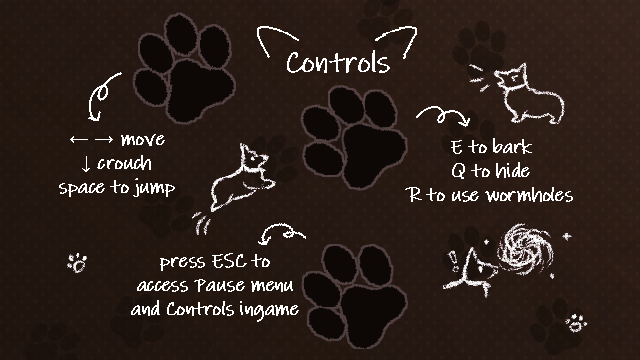 Controls
← → move
↓ crouch
space to jump
E to bark
Q to hide
R to use wormholes
press ESC to
access Pause menu
and Controls ingame